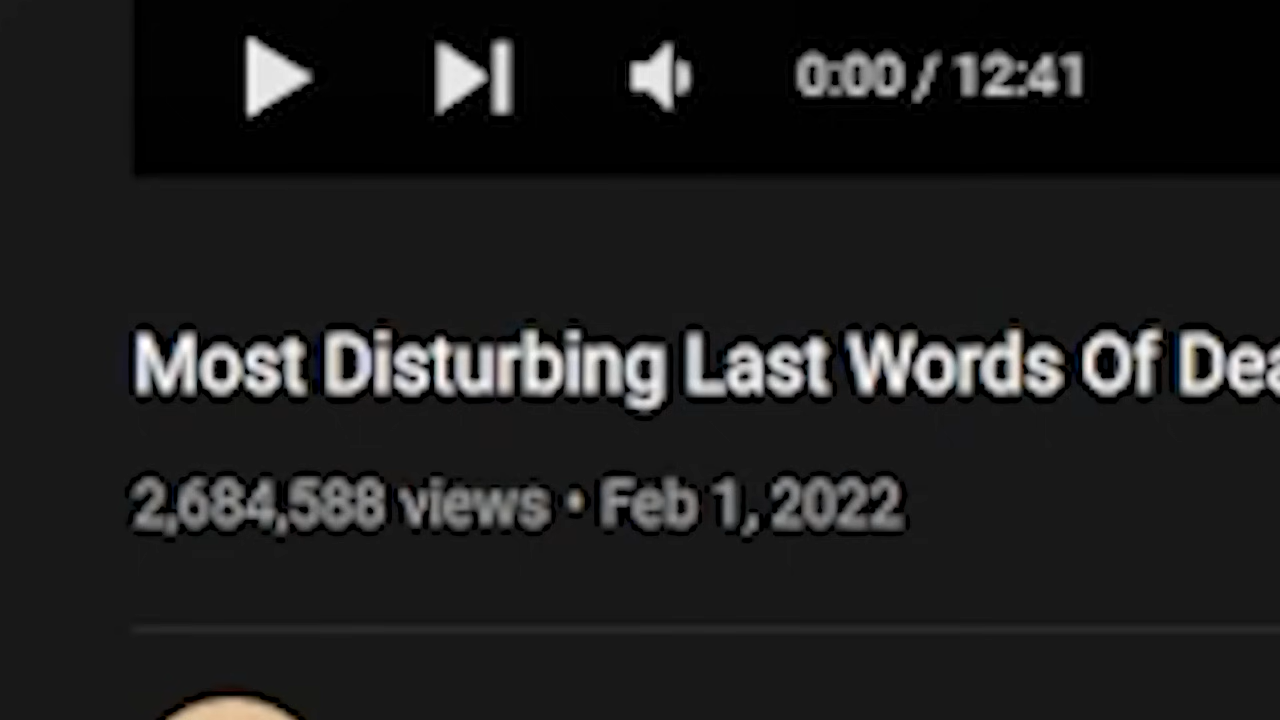 0:00 / 12:41
Most Disturbing Last Words Of
2,684,588 views • Feb 1, 2022